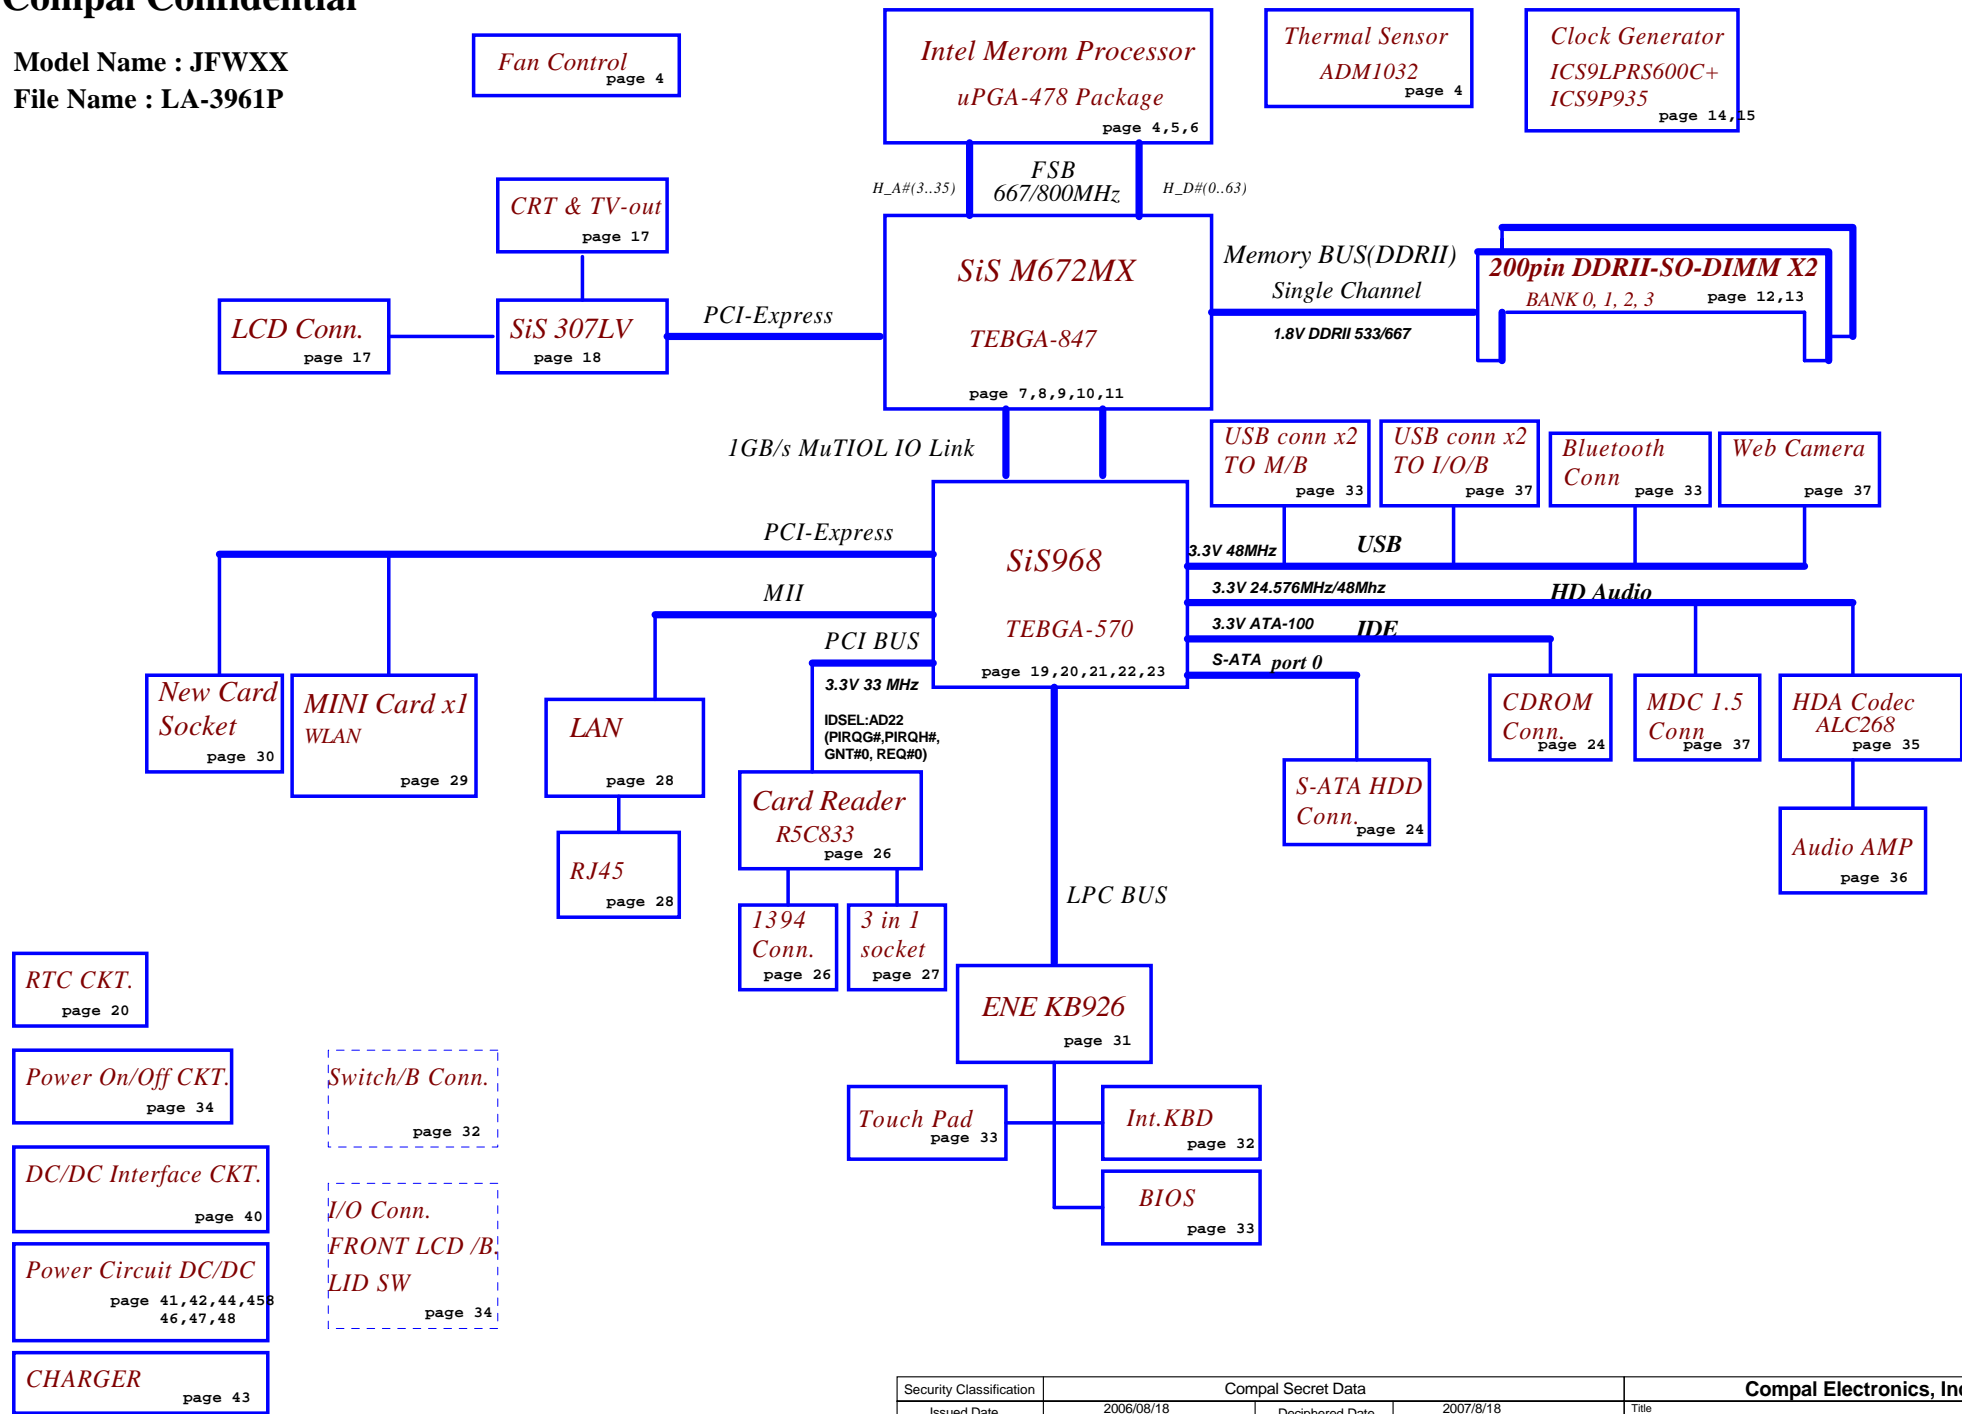 Compal Confidential
Model Name : JFWXX
File Name : LA-3961P
Fan Control
page 4
Intel Merom Processor
uPGA-478 Package
page 4,5,6
Thermal Sensor
ADM1032
page 4
Clock Generator
ICS9LPRS600C+
ICS9P935
page 14,15
H_A#(3..35)
FSB
667/800MHz
H_D#(0..63)
CRT & TV-out
page 17
LCD Conn.
page 17
SiS 307LV
page 18
PCI-Express
SiS M672MX
TEBGA-847
page 7,8,9,10,11
Memory BUS(DDRII)
Single Channel
1.8V DDRII 533/667
200pin DDRII-SO-DIMM X2
BANK 0, 1, 2, 3
page 12,13
1GB/s MuTIOL IO Link
USB conn x2
TO M/B
page 33
USB conn x2
TO I/O/B
page 37
Bluetooth
Conn
page 33
Web Camera
page 37
PCI-Express
MII
PCI BUS
3.3V 33 MHz
IDSEL:AD22
(PIRQG#,PIRQH#,
GNT#0, REQ#0)
SiS968
TEBGA-570
page 19,20,21,22,23
3.3V 48MHz
USB
3.3V 24.576MHz/48Mhz
HD Audio
3.3V ATA-100
IDE
S-ATA
port 0
New Card
Socket
page 30
MINI Card x1
WLAN
page 29
LAN
page 28
RJ45
page 28
Card Reader
R5C833
page 26
1394
Conn.
page 26
3 in 1
socket
page 27
S-ATA HDD
Conn.
page 24
CDROM
Conn.
page 24
MDC 1.5
Conn
page 37
HDA Codec
ALC268
page 35
Audio AMP
page 36
LPC BUS
ENE KB926
page 31
Touch Pad
page 33
Int.KBD
page 32
BIOS
page 33
RTC CKT.
page 20
Power On/Off CKT.
page 34
DC/DC Interface CKT.
page 40
Power Circuit DC/DC
page 41,42,44,458
46,47,48
CHARGER
page 43
Switch/B Conn.
page 32
I/O Conn.
FRONT LCD /B.
LID SW
page 34
Security Classification
Compal Secret Data
Compal Electronics, Inc
Issued Date
2006/08/18
Deciphered Date
2007/8/18
Title